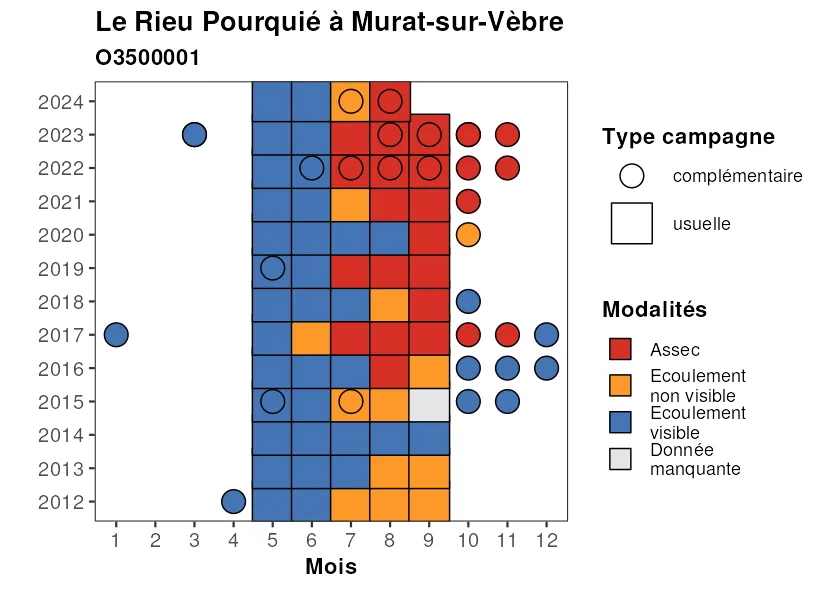 Le Rieu Pourquié à Murat-sur-Vèbre
O3500001
2024
2023
2022
2021
2020
2019
2018
2017
2016
2015
2014
2013
2012
1 2 3 4 5 6 7 8 9 10 11 12
Mois
Type campagne
complémentaire
usuelle
Modalités
Assec
Ecoulement
non visible
Ecoulement
visible
Donnée
manquante